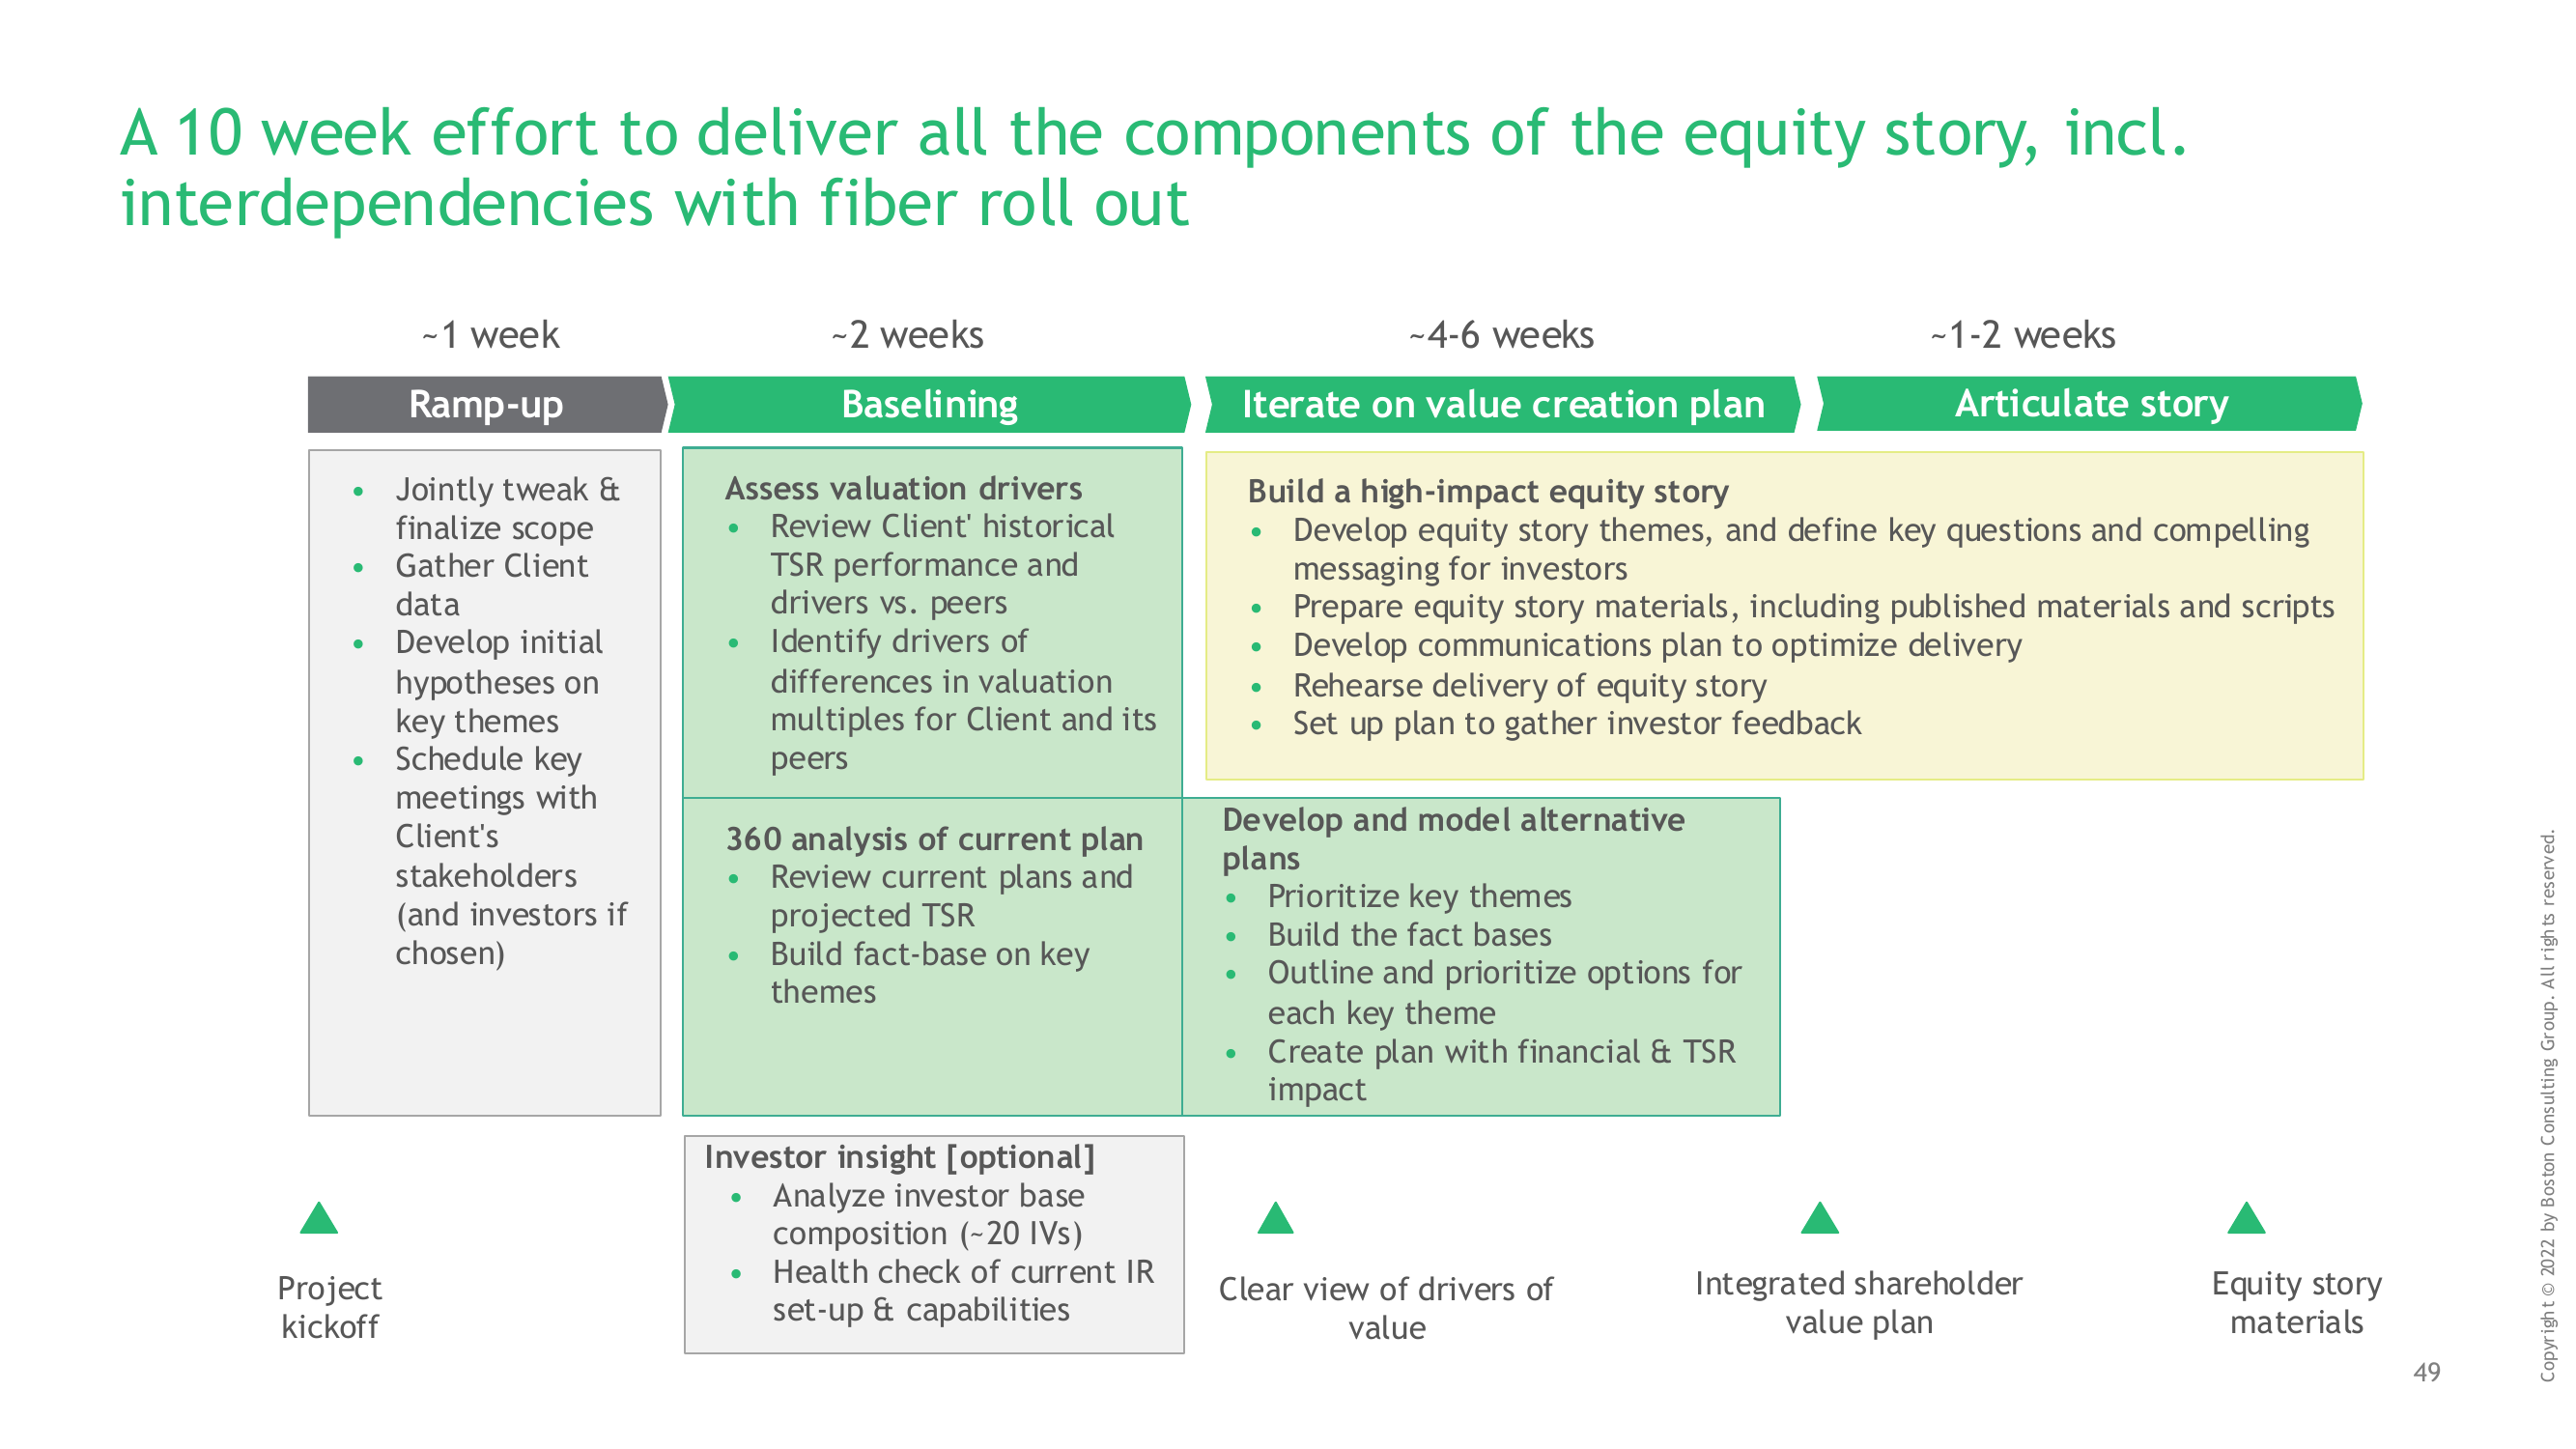 A 10 week effort to deliver all the components of the equity story, incl.
interdependencies with fiber roll out
~1 week
~2 weeks
~4-6 weeks
~1-2 weeks
Ramp-up
Baselining
Iterate on value creation plan
Articulate story
• Jointly tweak &
finalize scope
• Gather Client
data
• Develop initial
hypotheses on
key themes
• Schedule key
meetings with
Client's
stakeholders
(and investors if
chosen)
Assess valuation drivers
• Review Client' historical
TSR performance and
drivers vs. peers
• Identify drivers of
differences in valuation
multiples for Client and its
peers
Build a high-impact equity story
• Develop equity story themes, and define key questions and compelling
messaging for investors
• Prepare equity story materials, including published materials and scripts
• Develop communications plan to optimize delivery
• Rehearse delivery of equity story
• Set up plan to gather investor feedback
360 analysis of current plan
• Review current plans and
projected TSR
• Build fact-base on key
themes
Develop and model alternative
plans
• Prioritize key themes
• Build the fact bases
• Outline and prioritize options for
each key theme
• Create plan with financial & TSR
impact
Investor insight [optional]
• Analyze investor base
composition (~20 IVs)
• Health check of current IR
set-up & capabilities
Project
kickoff
Clear view of drivers of
value
Integrated shareholder
value plan
Equity story
materials
49
Copyright © 2022 by Boston Consulting Group. All rights reserved.